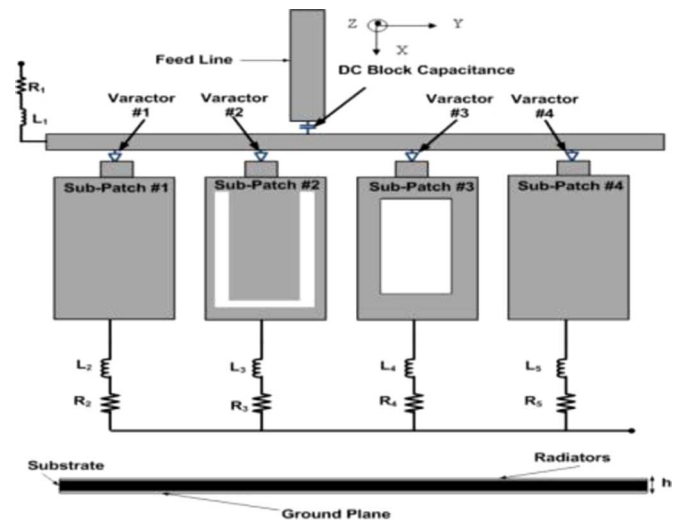 Z
Y
X
Feed Line
DC Block Capacitance
R₁
L₁
Varactor
#1
Varactor
#2
Varactor
#3
Varactor
#4
Sub-Patch #1
Sub-Patch #2
Sub-Patch #3
Sub-Patch #4
L₂
L₃
L₄
L₅
R₂
R₃
R₄
R₅
Substrate
Radiators
h
Ground Plane